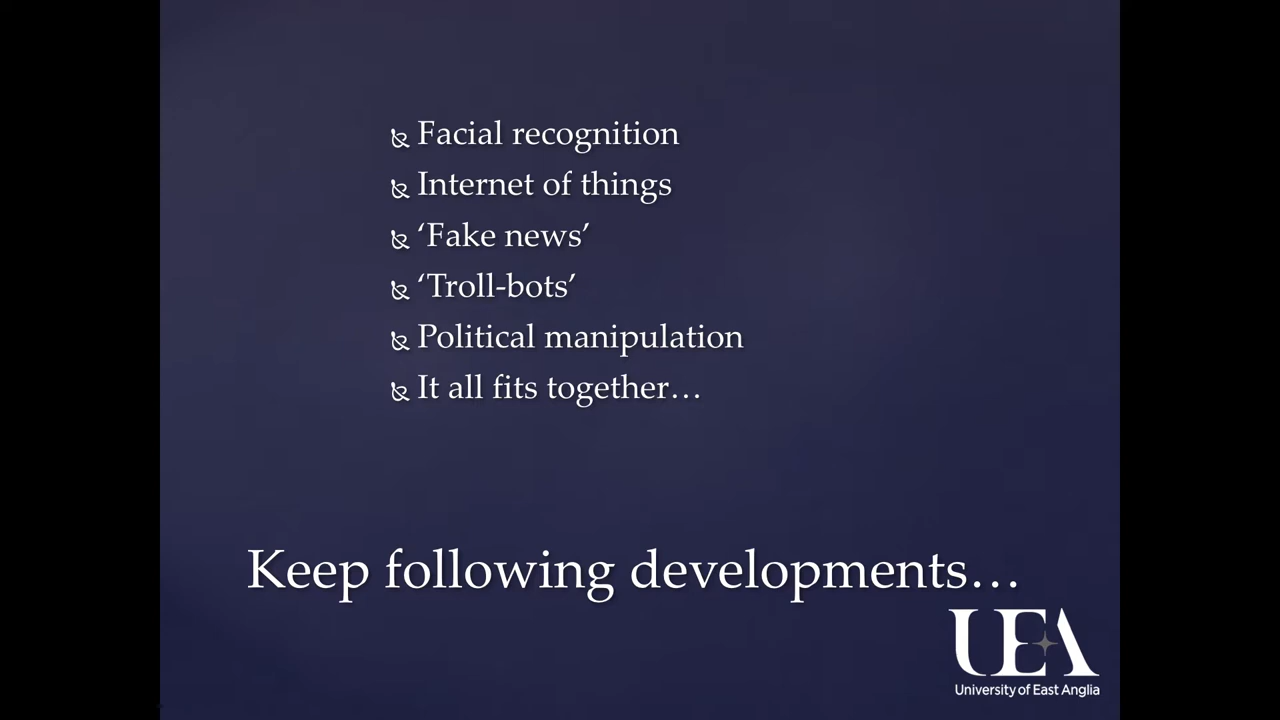 Facial recognition
Internet of things
‘Fake news’
‘Troll-bots’
Political manipulation
It all fits together…
Keep following developments…
UEA
University of East Anglia